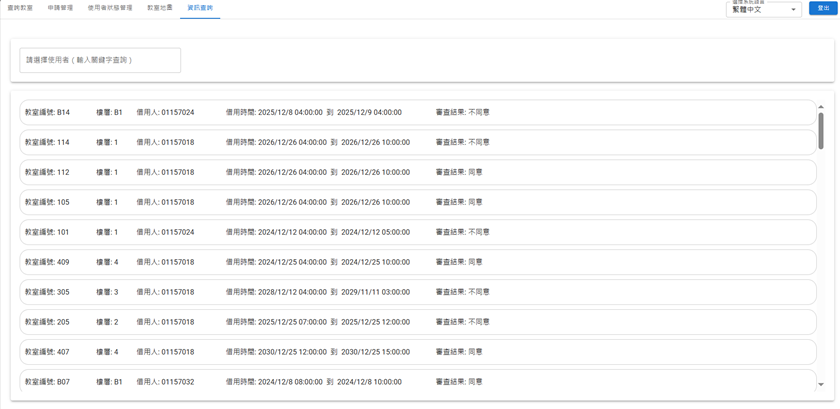 查詢教室 申請管理 使用者狀態管理 教室地圖 資訊查詢
選擇系統語言
繁體中文
登出
請選擇使用者 ( 輸入關鍵字查詢 )
教室編號: B14 樓層: B1 借用人: 01157024 借用時間: 2025/12/8 04:00:00 到 2025/12/9 04:00:00 審查結果: 不同意
教室編號: 114 樓層: 1 借用人: 01157018 借用時間: 2026/12/26 04:00:00 到 2026/12/26 10:00:00 審查結果: 不同意
教室編號: 112 樓層: 1 借用人: 01157018 借用時間: 2026/12/26 04:00:00 到 2026/12/26 10:00:00 審查結果: 同意
教室編號: 105 樓層: 1 借用人: 01157018 借用時間: 2026/12/26 04:00:00 到 2026/12/26 10:00:00 審查結果: 同意
教室編號: 101 樓層: 1 借用人: 01157024 借用時間: 2024/12/12 04:00:00 到 2024/12/12 05:00:00 審查結果: 不同意
教室編號: 409 樓層: 4 借用人: 01157018 借用時間: 2024/12/25 04:00:00 到 2024/12/25 10:00:00 審查結果: 同意
教室編號: 305 樓層: 3 借用人: 01157018 借用時間: 2028/12/12 04:00:00 到 2029/11/11 03:00:00 審查結果: 不同意
教室編號: 205 樓層: 2 借用人: 01157018 借用時間: 2025/12/25 07:00:00 到 2025/12/25 12:00:00 審查結果: 不同意
教室編號: 407 樓層: 4 借用人: 01157018 借用時間: 2030/12/25 12:00:00 到 2030/12/25 15:00:00 審查結果: 同意
教室編號: B07 樓層: B1 借用人: 01157032 借用時間: 2024/12/8 08:00:00 到 2024/12/8 10:00:00 審查結果: 同意